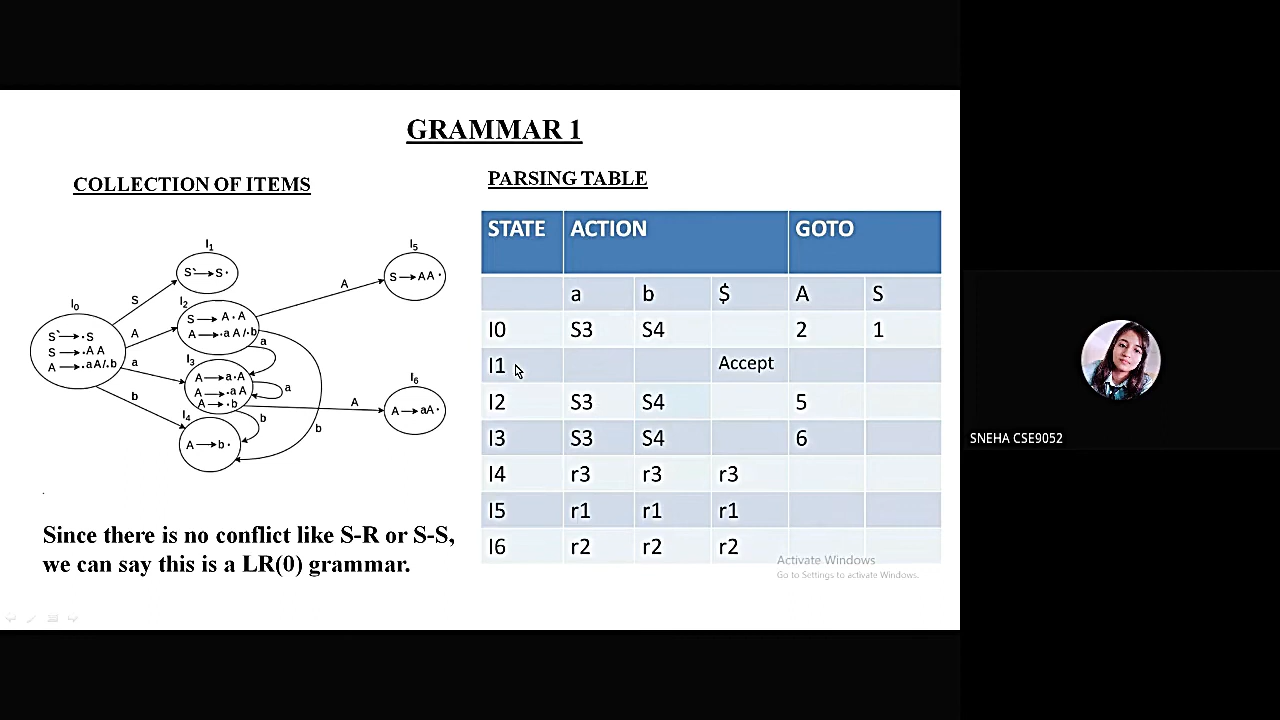 GRAMMAR 1
COLLECTION OF ITEMS
I0
S`→·S
S→·A A
A→·aA/·b
S
A
a
b
I1
S`→S·
I2
S→A·A
A→·a A/·b
a
I3
A→a·A
A→·a A
A→·b
a
b
I4
A→b·
b
A
I5
S→AA·
A
I6
A→aA·
Since there is no conflict like S-R or S-S,
we can say this is a LR(0) grammar.
PARSING TABLE
STATE ACTION GOTO
a b $ A S
I0 S3 S4 2 1
I1 Accept
I2 S3 S4 5
I3 S3 S4 6
I4 r3 r3 r3
I5 r1 r1 r1
I6 r2 r2 r2
Activate Windows
Go to Settings to activate Windows.
SNEHA CSE9052